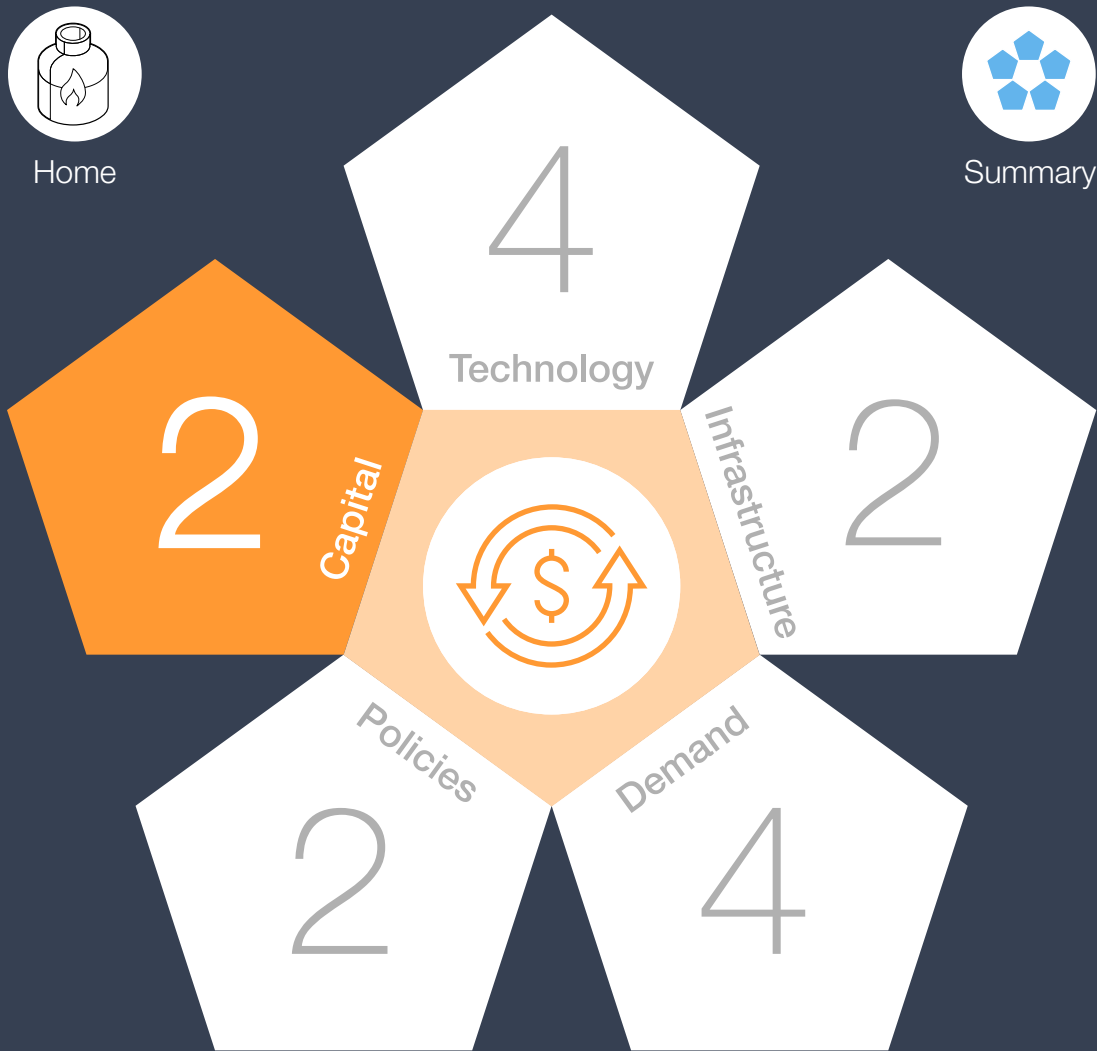 Home
Summary
4
Technology
2
Capital
2
Infrastructure
$
2
Policies
4
Demand